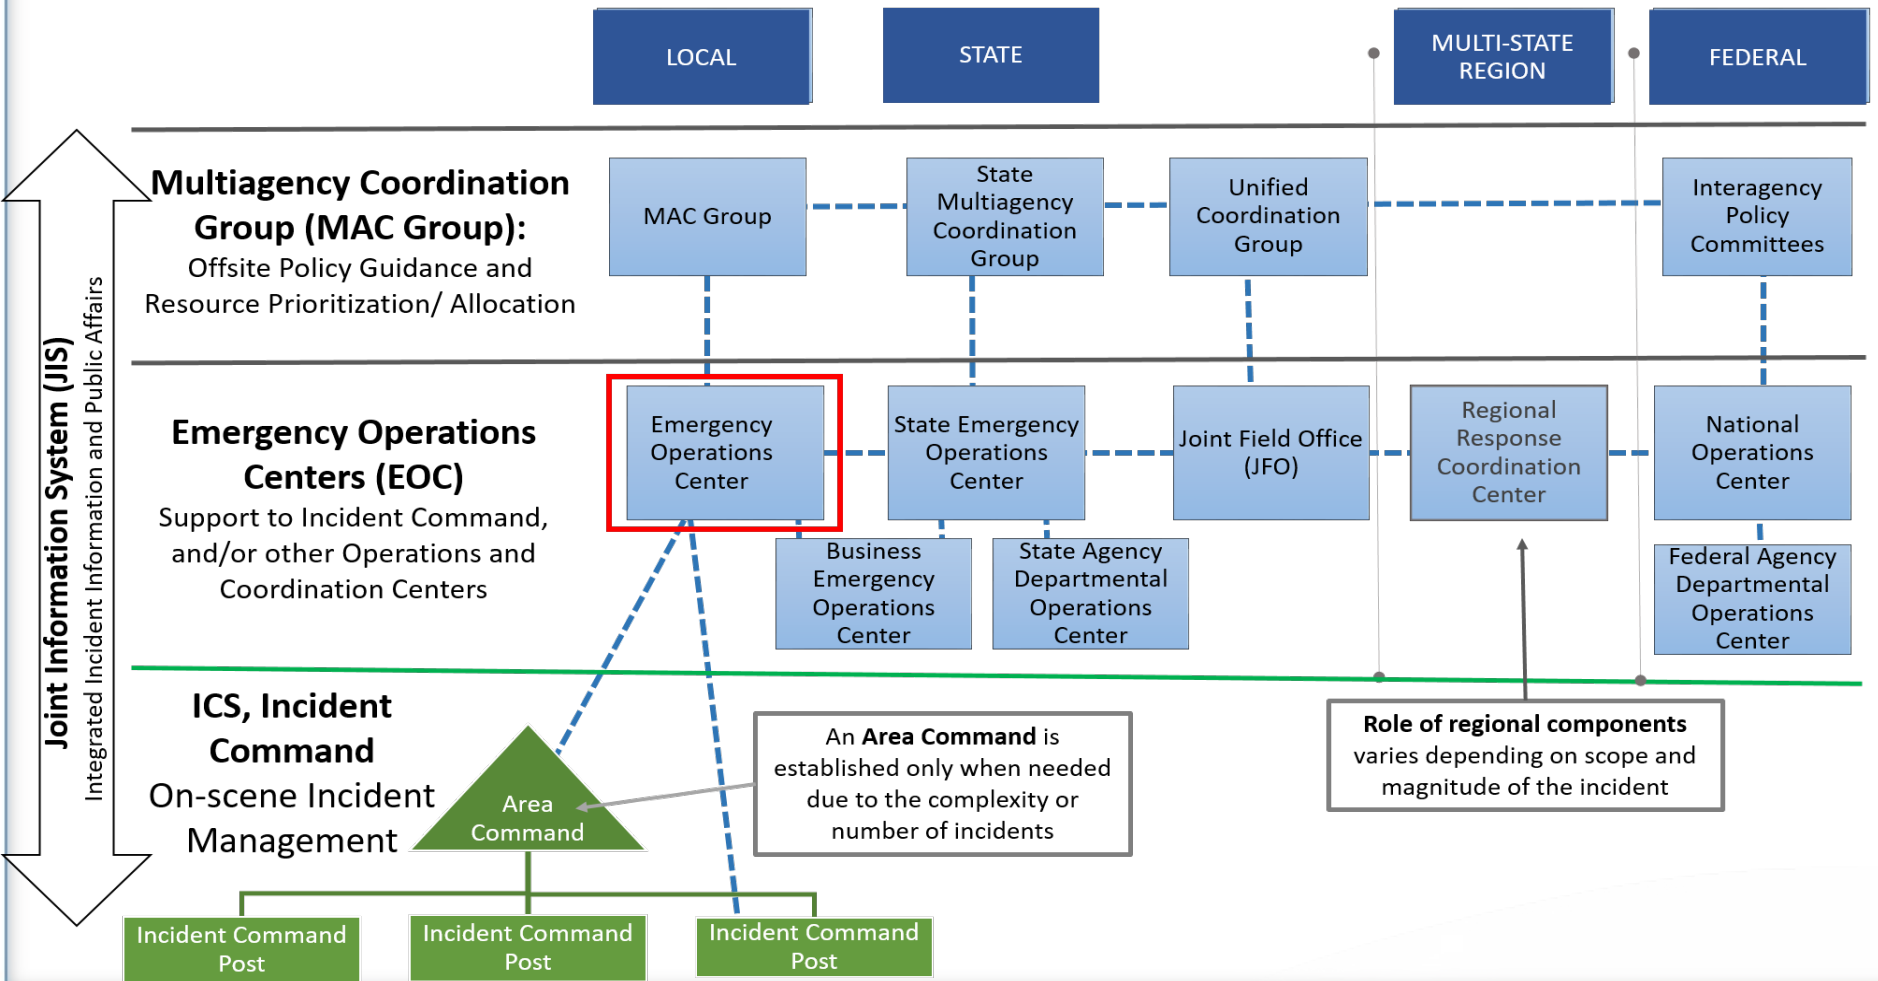 LOCAL
STATE
MULTI-STATE
REGION
FEDERAL
Joint Information System (JIS)
Integrated Incident Information and Public Affairs
Multiagency Coordination
Group (MAC Group):
Offsite Policy Guidance and
Resource Prioritization/ Allocation
MAC Group
State
Multiagency
Coordination
Group
Unified
Coordination
Group
Interagency
Policy
Committees
Emergency Operations
Centers (EOC)
Support to Incident Command,
and/or other Operations and
Coordination Centers
Emergency
Operations
Center
State Emergency
Operations
Center
Joint Field Office
(JFO)
Regional
Response
Coordination
Center
National
Operations
Center
Business
Emergency
Operations
Center
State Agency
Departmental
Operations
Center
Federal Agency
Departmental
Operations
Center
ICS, Incident
Command
On-scene Incident
Management
Area
Command
An Area Command is
established only when needed
due to the complexity or
number of incidents
Role of regional components
varies depending on scope and
magnitude of the incident
Incident Command
Post
Incident Command
Post
Incident Command
Post